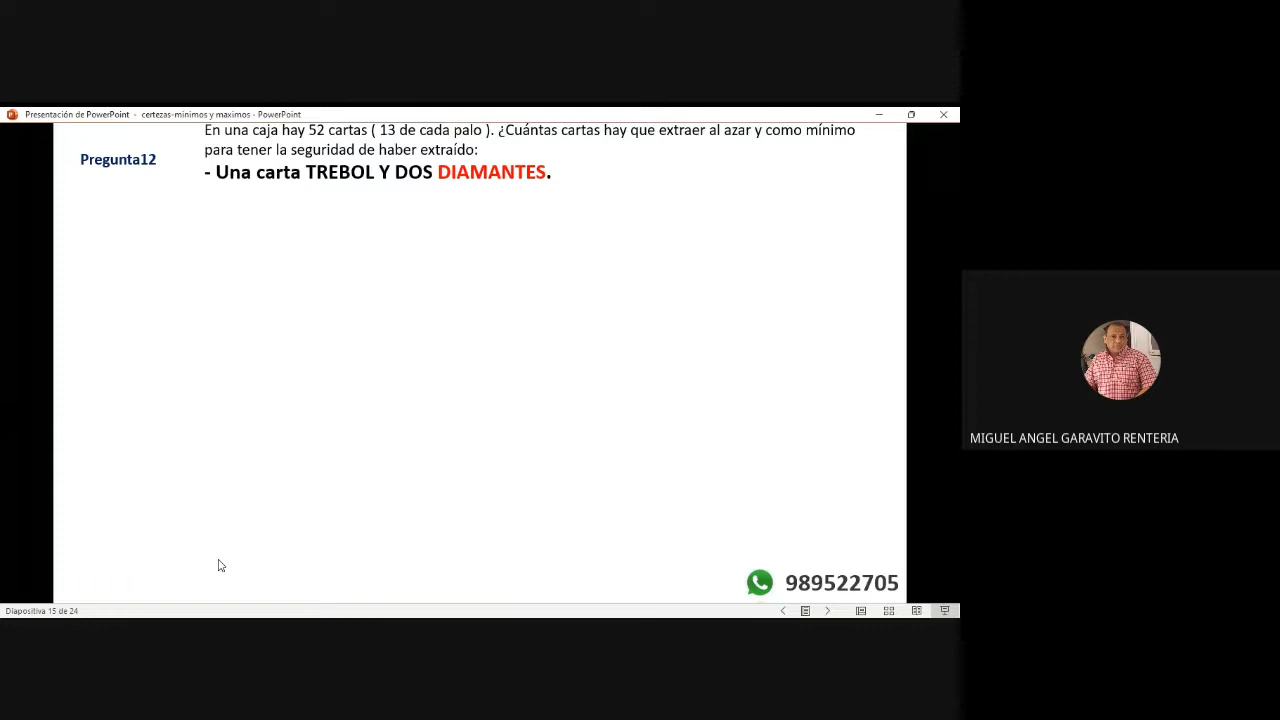 Presentación de PowerPoint - certezas-minimos y maximos - PowerPoint
En una caja hay 52 cartas ( 13 de cada palo ). ¿Cuántas cartas hay que extraer al azar y como mínimo
para tener la seguridad de haber extraído:
Pregunta12
- Una carta TREBOL Y DOS DIAMANTES.
MIGUEL ANGEL GARAVITO RENTERIA
989522705
Diapositiva 15 de 24